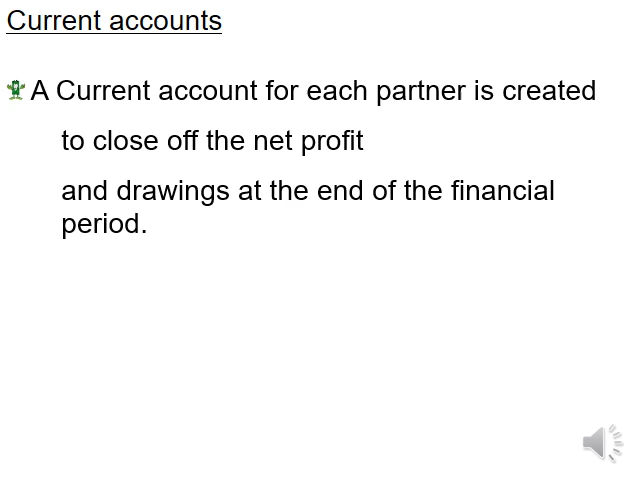 Current accounts
A Current account for each partner is created
to close off the net profit
and drawings at the end of the financial
period.